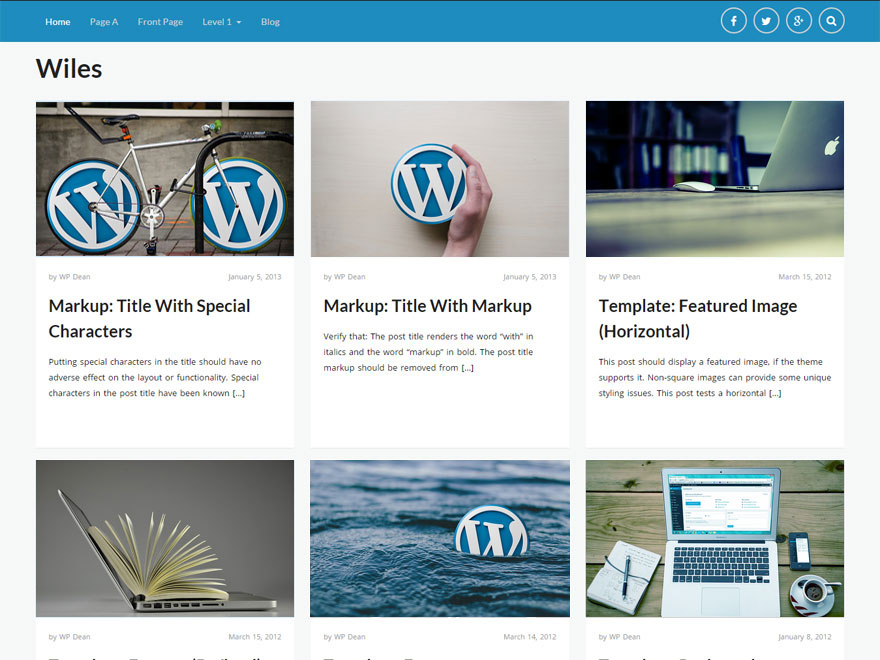 Home Page A Front Page Level 1 Blog
Wiles
by WP Dean January 5, 2013
Markup: Title With Special
Characters
Putting special characters in the title should have no
adverse effect on the layout or functionality. Special
characters in the post title have been known [...]
by WP Dean January 5, 2013
Markup: Title With Markup
Verify that: The post title renders the word “with” in
italics and the word “markup” in bold. The post title
markup should be removed from [...]
by WP Dean March 15, 2012
Template: Featured Image
(Horizontal)
This post should display a featured image, if the theme
supports it. Non-square images can provide some unique
styling issues. This post tests a horizontal [...]
by WP Dean March 15, 2012
by WP Dean March 14, 2012
by WP Dean January 8, 2012